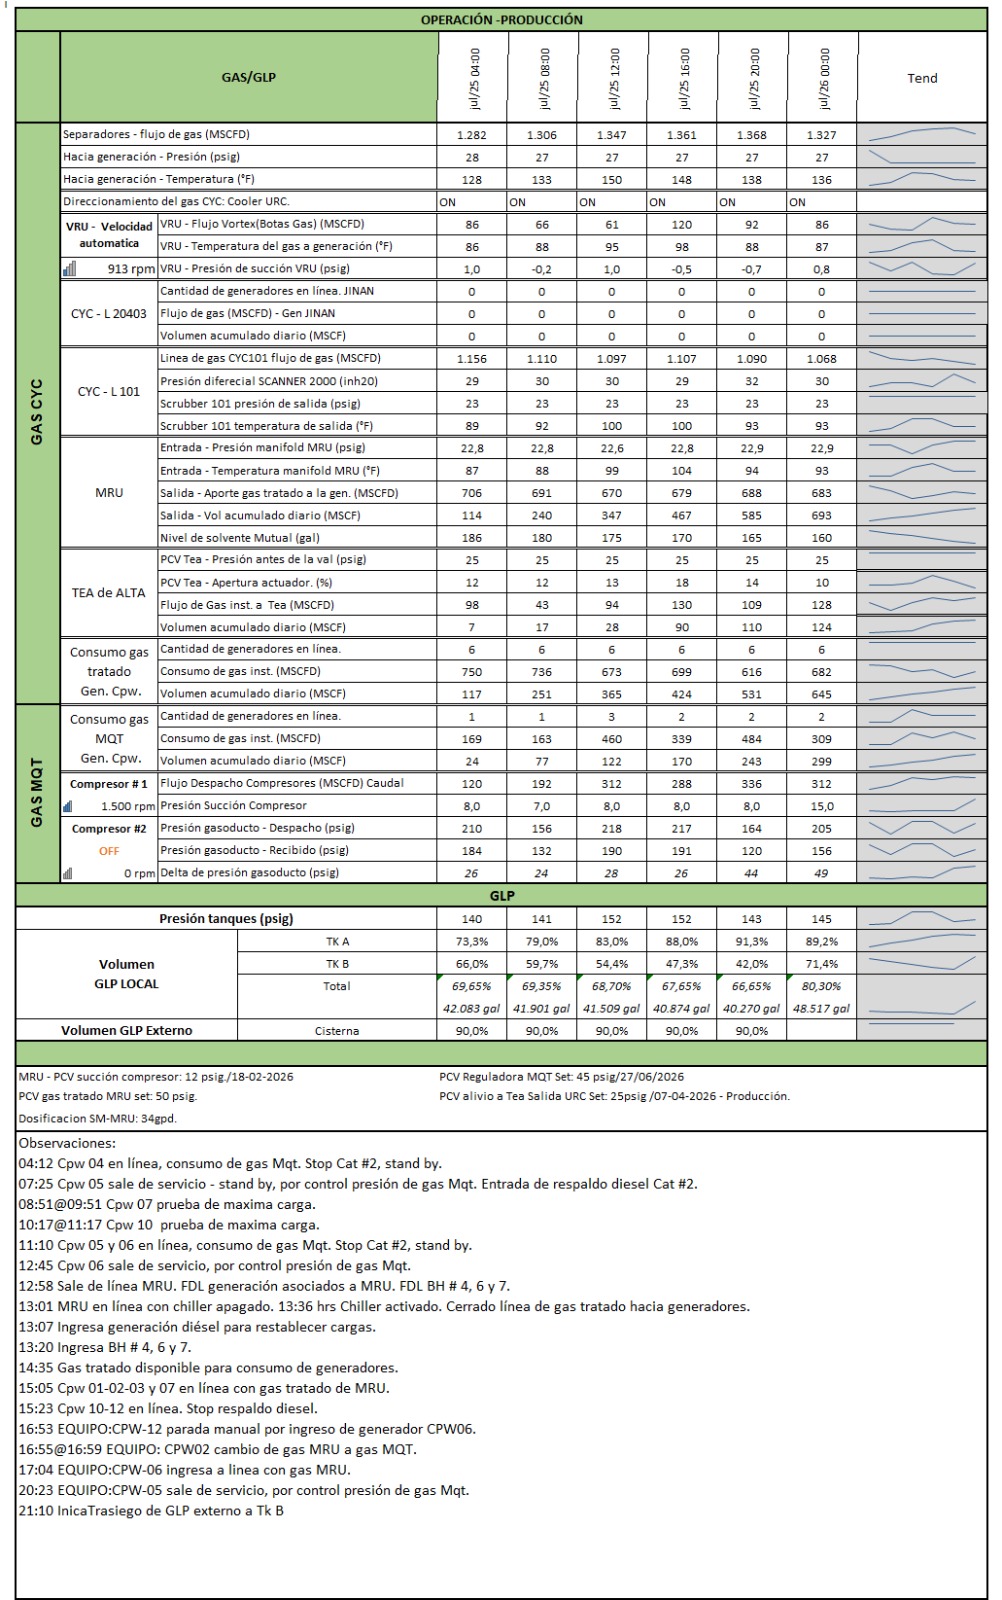 OPERACIÓN -PRODUCCIÓN
GAS/GLP jul/25 04:00 jul/25 08:00 jul/25 12:00 jul/25 16:00 jul/25 20:00 jul/26 00:00 Tend
GAS CYC
Separadores - flujo de gas (MSCFD) 1.282 1.306 1.347 1.361 1.368 1.327
Hacia generación - Presión (psig) 28 27 27 27 27 27
Hacia generación - Temperatura (°F) 128 133 150 148 138 136
Direccionamiento del gas CYC: Cooler URC. ON ON ON ON ON ON
VRU - Velocidad automatica
913 rpm
VRU - Flujo Vortex(Botas Gas) (MSCFD) 86 66 61 120 92 86
VRU - Temperatura del gas a generación (°F) 86 88 95 98 88 87
VRU - Presión de succión VRU (psig) 1,0 -0,2 1,0 -0,5 -0,7 0,8
CYC - L 20403
Cantidad de generadores en línea. JINAN 0 0 0 0 0 0
Flujo de gas (MSCFD) - Gen JINAN 0 0 0 0 0 0
Volumen acumulado diario (MSCF) 0 0 0 0 0 0
CYC - L 101
Linea de gas CYC101 flujo de gas (MSCFD) 1.156 1.110 1.097 1.107 1.090 1.068
Presión diferecial SCANNER 2000 (inh20) 29 30 30 29 32 30
Scrubber 101 presión de salida (psig) 23 23 23 23 23 23
Scrubber 101 temperatura de salida (°F) 89 92 100 100 93 93
MRU
Entrada - Presión manifold MRU (psig) 22,8 22,8 22,6 22,8 22,9 22,9
Entrada - Temperatura manifold MRU (°F) 87 88 99 104 94 93
Salida - Aporte gas tratado a la gen. (MSCFD) 706 691 670 679 688 683
Salida - Vol acumulado diario (MSCF) 114 240 347 467 585 693
Nivel de solvente Mutual (gal) 186 180 175 170 165 160
TEA de ALTA
PCV Tea - Presión antes de la val (psig) 25 25 25 25 25 25
PCV Tea - Apertura actuador. (%) 12 12 13 18 14 10
Flujo de Gas inst. a Tea (MSCFD) 98 43 94 130 109 128
Volumen acumulado diario (MSCF) 7 17 28 90 110 124
Consumo gas tratado Gen. Cpw.
Cantidad de generadores en línea. 6 6 6 6 6 6
Consumo de gas inst. (MSCFD) 750 736 673 699 616 682
Volumen acumulado diario (MSCF) 117 251 365 424 531 645
GAS MQT
Consumo gas MQT Gen. Cpw.
Cantidad de generadores en línea. 1 1 3 2 2 2
Consumo de gas inst. (MSCFD) 169 163 460 339 484 309
Volumen acumulado diario (MSCF) 24 77 122 170 243 299
Compresor # 1 Flujo Despacho Compresores (MSCFD) Caudal 120 192 312 288 336 312
1.500 rpm Presión Succión Compresor 8,0 7,0 8,0 8,0 8,0 15,0
Compresor #2 Presión gasoducto - Despacho (psig) 210 156 218 217 164 205
OFF Presión gasoducto - Recibido (psig) 184 132 190 191 120 156
0 rpm Delta de presión gasoducto (psig) 26 24 28 26 44 49
GLP
Presión tanques (psig) 140 141 152 152 143 145
Volumen GLP LOCAL
TK A 73,3% 79,0% 83,0% 88,0% 91,3% 89,2%
TK B 66,0% 59,7% 54,4% 47,3% 42,0% 71,4%
Total 69,65% 69,35% 68,70% 67,65% 66,65% 80,30%
42.083 gal 41.901 gal 41.509 gal 40.874 gal 40.270 gal 48.517 gal
Volumen GLP Externo Cisterna 90,0% 90,0% 90,0% 90,0% 90,0%
MRU - PCV succión compresor: 12 psig./18-02-2026 PCV Reguladora MQT Set: 45 psig/27/06/2026
PCV gas tratado MRU set: 50 psig. PCV alivio a Tea Salida URC Set: 25psig /07-04-2026 - Producción.
Dosificacion SM-MRU: 34gpd.
Observaciones:
04:12 Cpw 04 en línea, consumo de gas Mqt. Stop Cat #2, stand by.
07:25 Cpw 05 sale de servicio - stand by, por control presión de gas Mqt. Entrada de respaldo diesel Cat #2.
08:51@09:51 Cpw 07 prueba de maxima carga.
10:17@11:17 Cpw 10 prueba de maxima carga.
11:10 Cpw 05 y 06 en línea, consumo de gas Mqt. Stop Cat #2, stand by.
12:45 Cpw 06 sale de servicio, por control presión de gas Mqt.
12:58 Sale de línea MRU. FDL generación asociados a MRU. FDL BH # 4, 6 y 7.
13:01 MRU en línea con chiller apagado. 13:36 hrs Chiller activado. Cerrado línea de gas tratado hacia generadores.
13:07 Ingresa generación diésel para restablecer cargas.
13:20 Ingresa BH # 4, 6 y 7.
14:35 Gas tratado disponible para consumo de generadores.
15:05 Cpw 01-02-03 y 07 en línea con gas tratado de MRU.
15:23 Cpw 10-12 en línea. Stop respaldo diesel.
16:53 EQUIPO:CPW-12 parada manual por ingreso de generador CPW06.
16:55@16:59 EQUIPO: CPW02 cambio de gas MRU a gas MQT.
17:04 EQUIPO:CPW-06 ingresa a linea con gas MRU.
20:23 EQUIPO:CPW-05 sale de servicio, por control presión de gas Mqt.
21:10 InicaTrasiego de GLP externo a Tk B